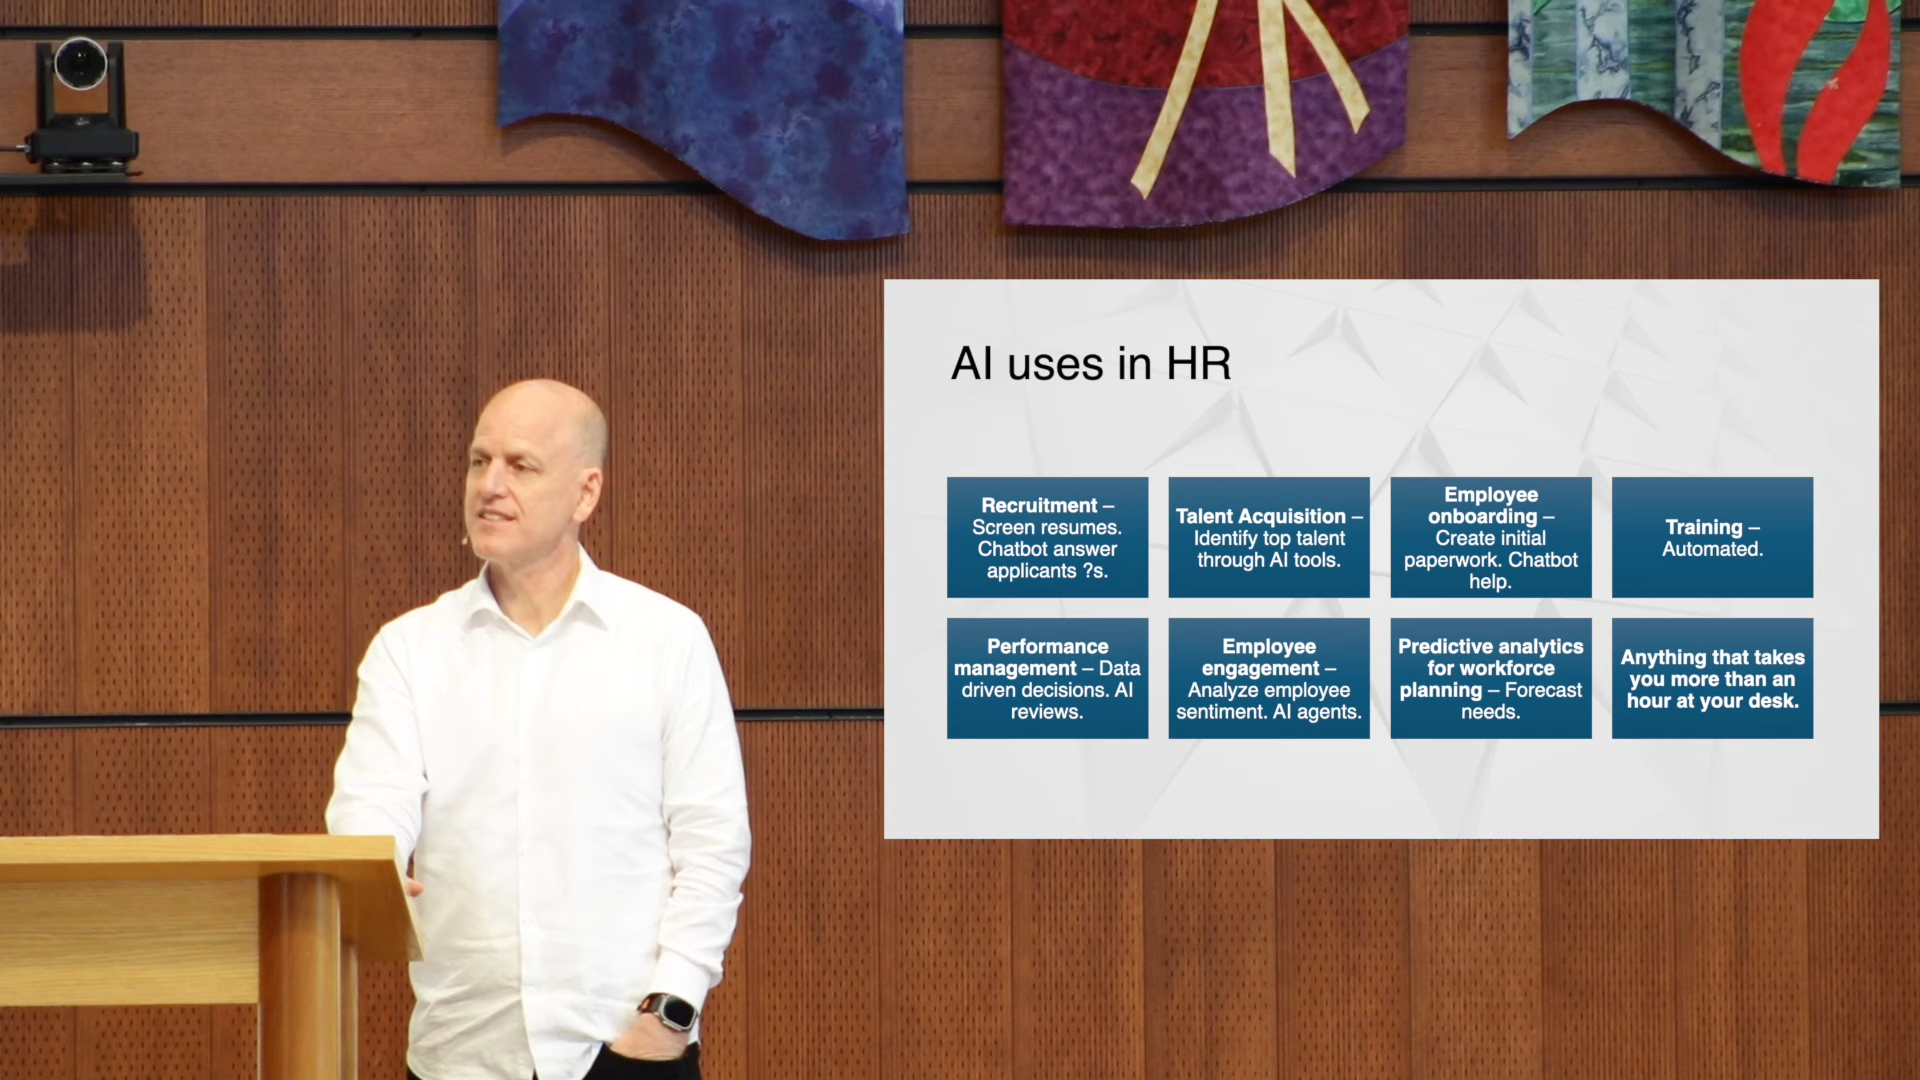 AI uses in HR
Recruitment –
Screen resumes.
Chatbot answer
applicants ?s.
Talent Acquisition –
Identify top talent
through AI tools.
Employee
onboarding –
Create initial
paperwork. Chatbot
help.
Training –
Automated.
Performance
management – Data
driven decisions. AI
reviews.
Employee
engagement –
Analyze employee
sentiment. AI agents.
Predictive analytics
for workforce
planning – Forecast
needs.
Anything that takes
you more than an
hour at your desk.